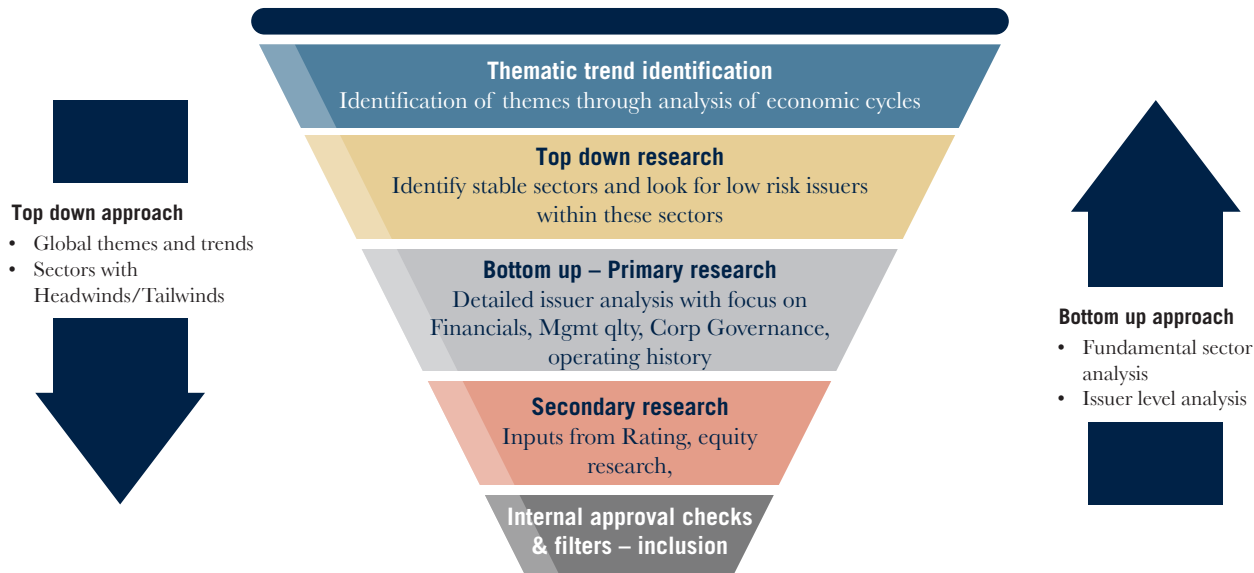 Thematic trend identification
Identification of themes through analysis of economic cycles
Top down research
Identify stable sectors and look for low risk issuers
within these sectors
Bottom up – Primary research
Detailed issuer analysis with focus on
Financials, Mgmt qlty, Corp Governance,
operating history
Secondary research
Inputs from Rating, equity
research,
Internal approval checks
& filters – inclusion
Top down approach
• Global themes and trends
• Sectors with
Headwinds/Tailwinds
Bottom up approach
• Fundamental sector
analysis
• Issuer level analysis